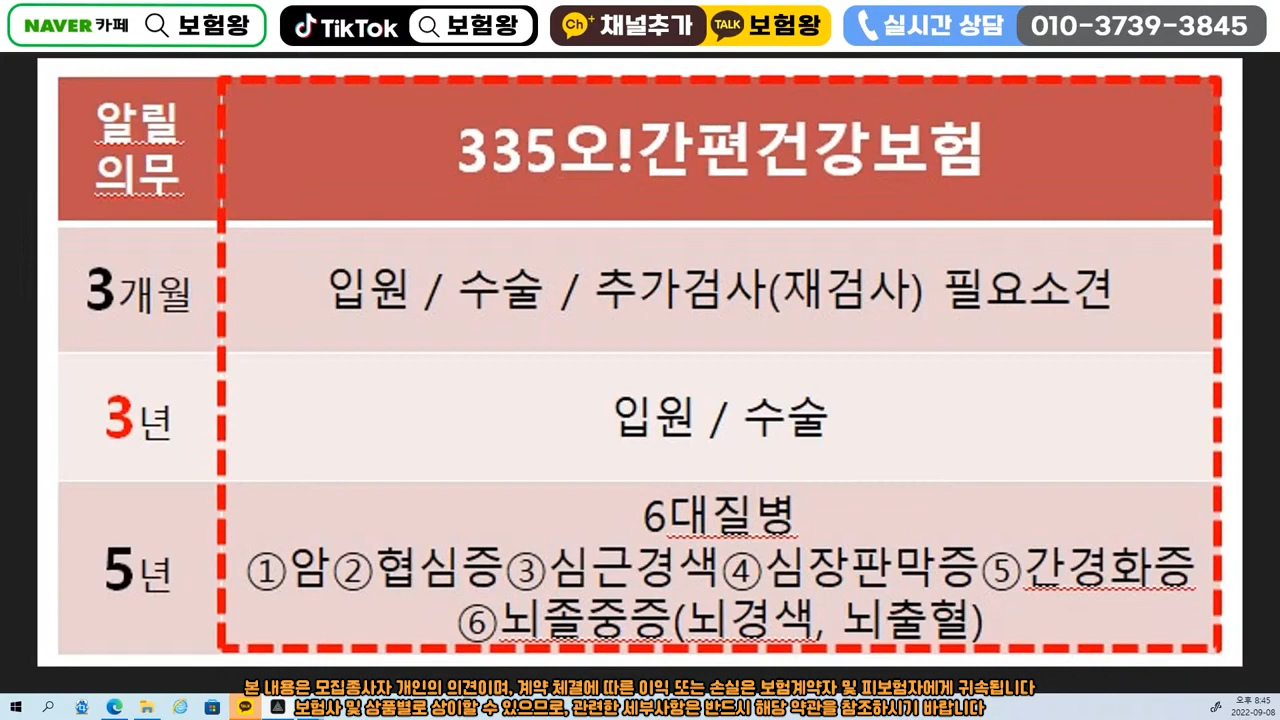 NAVER 카페 보험왕 TikTok 보험왕 Ch+ 채널추가 TALK 보험왕 실시간 상담 010-3739-3845
알릴 의무
335오!간편건강보험
3개월
입원 / 수술 / 추가검사(재검사) 필요소견
3년
입원 / 수술
5년
6대질병
①암②협심증③심근경색④심장판막증⑤간경화증
⑥뇌졸중증(뇌경색, 뇌출혈)
본 내용은 모집종사자 개인의 의견이며, 계약 체결에 따른 이익 또는 손실은 보험계약자 및 피보험자에게 귀속됩니다
보험사 및 상품별로 상이할 수 있으므로, 관련한 세부사항은 반드시 해당 약관을 참조하시기 바랍니다
오후 8:45
2022-09-08